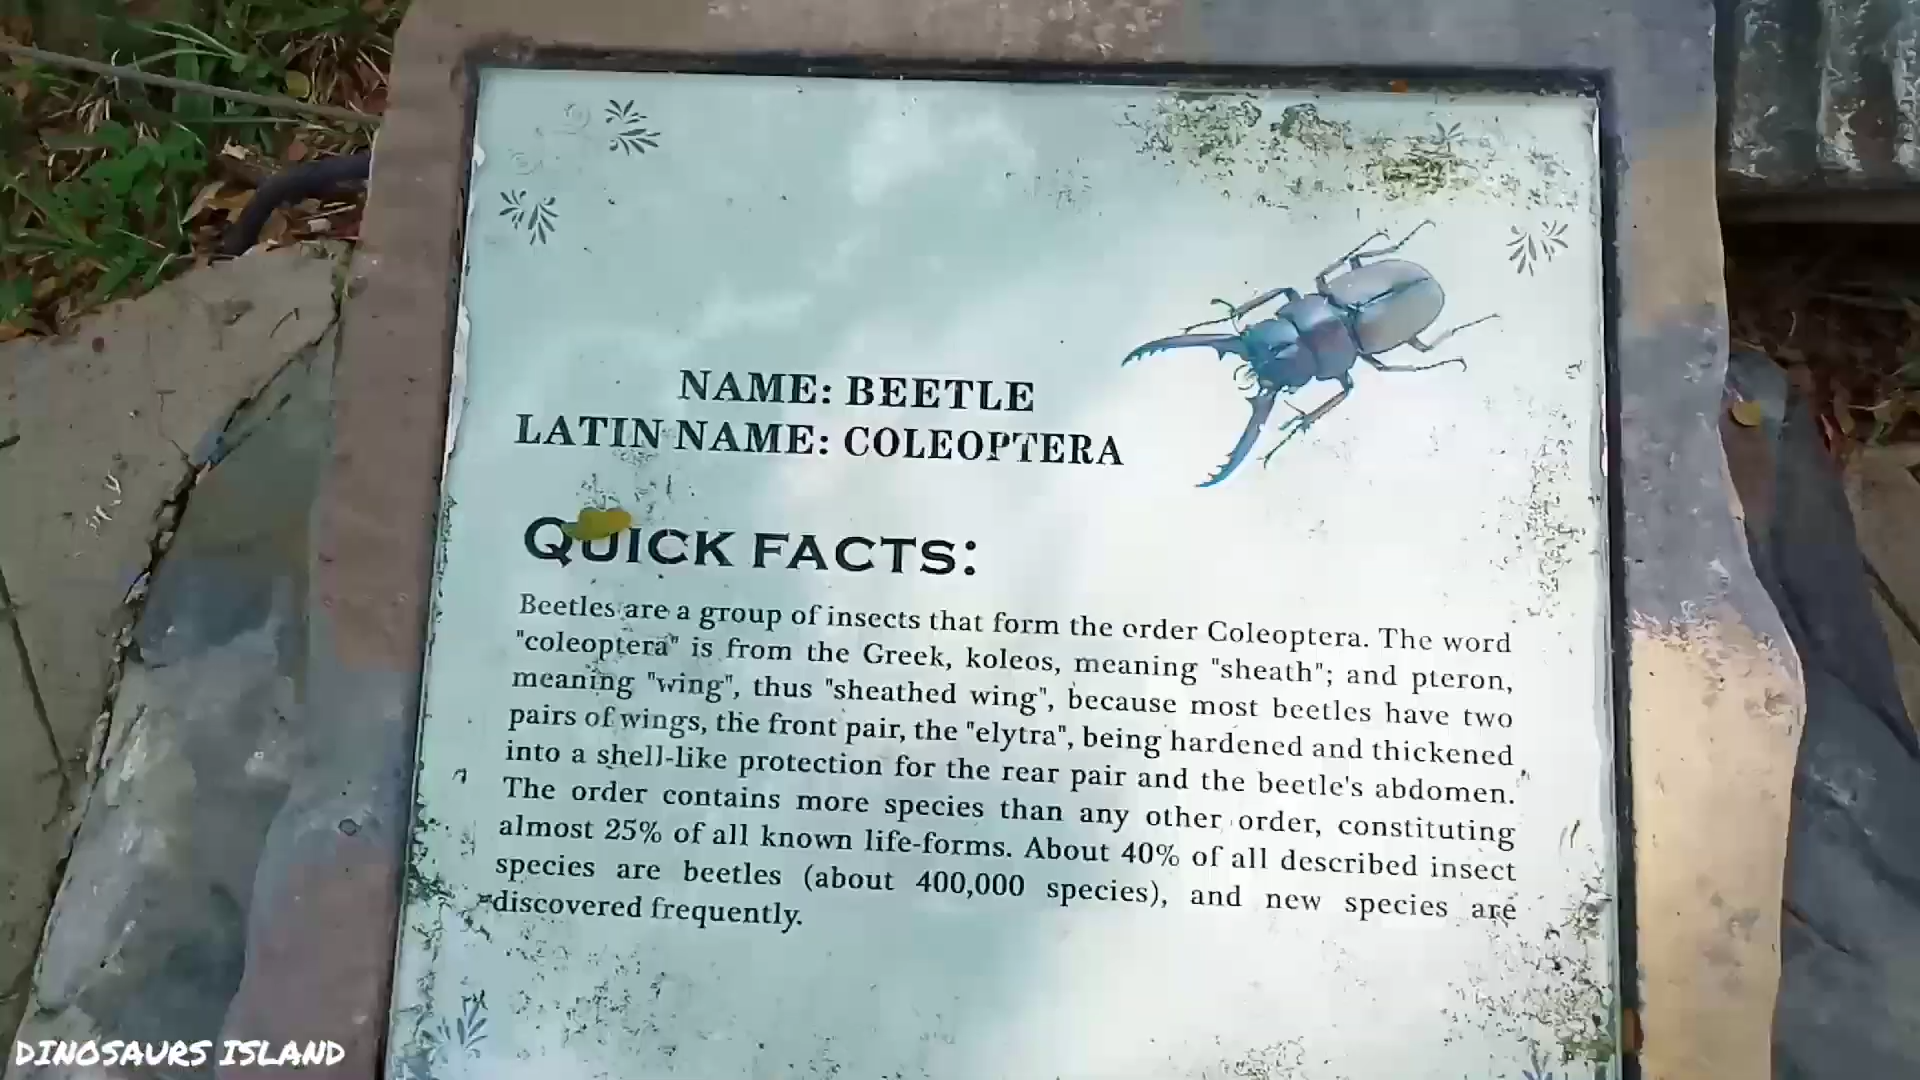 NAME: BEETLE
LATIN NAME: COLEOPTERA
QUICK FACTS:
Beetles are a group of insects that form the order Coleoptera. The word
"coleoptera" is from the Greek, koleos, meaning "sheath"; and pteron,
meaning "wing", thus "sheathed wing", because most beetles have two
pairs of wings, the front pair, the "elytra", being hardened and thickened
into a shell-like protection for the rear pair and the beetle's abdomen.
The order contains more species than any other order, constituting
almost 25% of all known life-forms. About 40% of all described insect
species are beetles (about 400,000 species), and new species are
discovered frequently.
DINOSAURS ISLAND